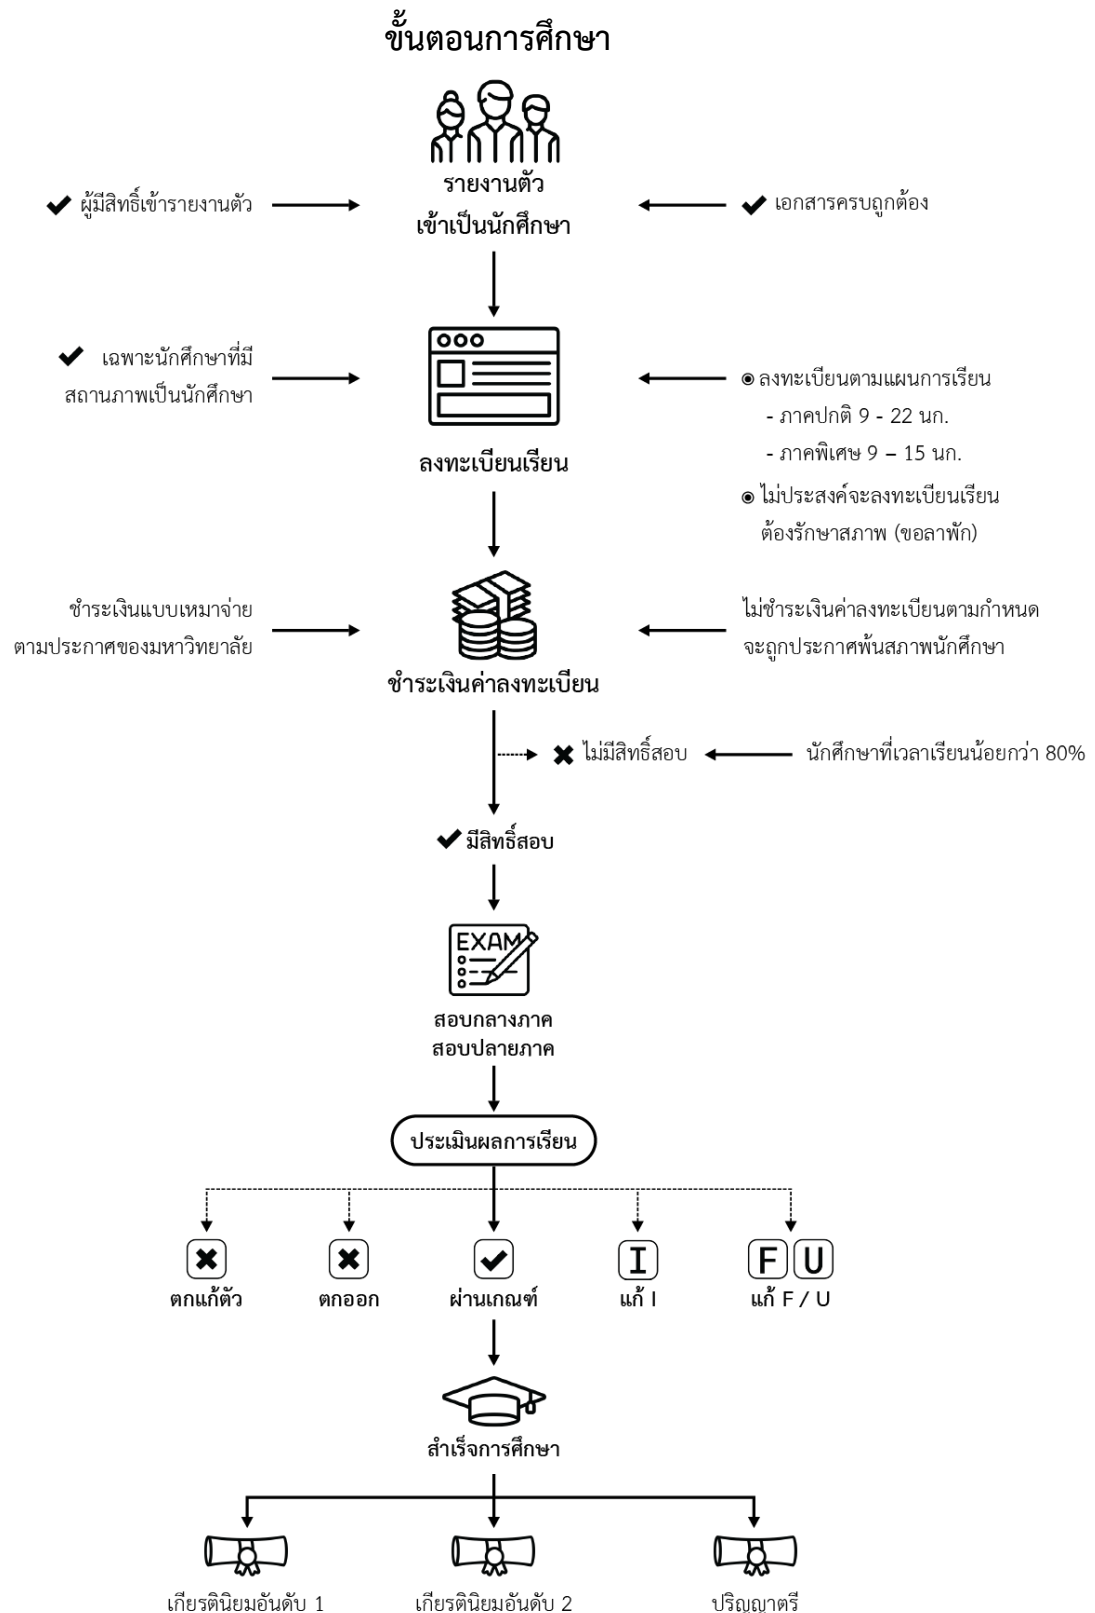 ขั้นตอนการศึกษา
รายงานตัว
เข้าเป็นนักศึกษา
ผู้มีสิทธิ์เข้ารายงานตัว
เอกสารครบถูกต้อง
เฉพาะนักศึกษาที่มี
สถานภาพเป็นนักศึกษา
ลงทะเบียนตามแผนการเรียน
- ภาคปกติ 9 - 22 นก.
- ภาคพิเศษ 9 – 15 นก.
ไม่ประสงค์จะลงทะเบียนเรียน
ต้องรักษาสภาพ (ขอลาพัก)
ลงทะเบียนเรียน
ชำระเงินแบบเหมาจ่าย
ตามประกาศของมหาวิทยาลัย
ไม่ชำระเงินค่าลงทะเบียนตามกำหนด
จะถูกประกาศพ้นสภาพนักศึกษา
ชำระเงินค่าลงทะเบียน
ไม่มีสิทธิ์สอบ
นักศึกษาที่เวลาเรียนน้อยกว่า 80%
มีสิทธิ์สอบ
EXAM
สอบกลางภาค
สอบปลายภาค
ประเมินผลการเรียน
I
F U
ตกแก้ตัว
ตกออก
ผ่านเกณฑ์
แก้ I
แก้ F / U
สำเร็จการศึกษา
เกียรตินิยมอันดับ 1
เกียรตินิยมอันดับ 2
ปริญญาตรี